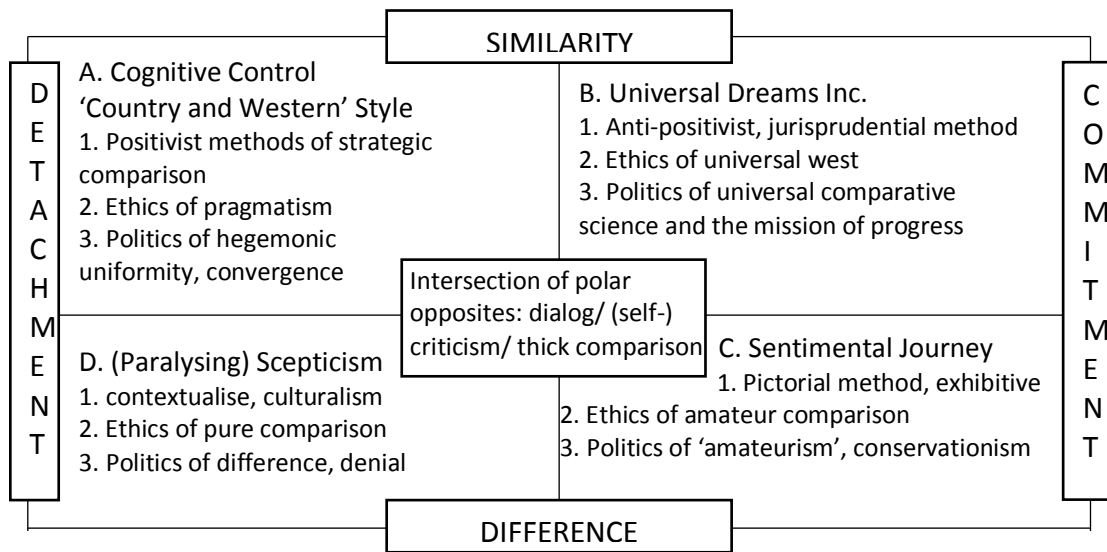 SIMILARITY
DETACHMENT
A. Cognitive Control
‘Country and Western’ Style
1. Positivist methods of strategic
comparison
2. Ethics of pragmatism
3. Politics of hegemonic
uniformity, convergence
B. Universal Dreams Inc.
1. Anti-positivist, jurisprudential method
2. Ethics of universal west
3. Politics of universal comparative
science and the mission of progress
COMMITMENT
Intersection of polar
opposites: dialog/ (self-)
criticism/ thick comparison
D. (Paralysing) Scepticism
1. contextualise, culturalism
2. Ethics of pure comparison
3. Politics of difference, denial
C. Sentimental Journey
1. Pictorial method, exhibitive
2. Ethics of amateur comparison
3. Politics of ‘amateurism’, conservationism
DIFFERENCE